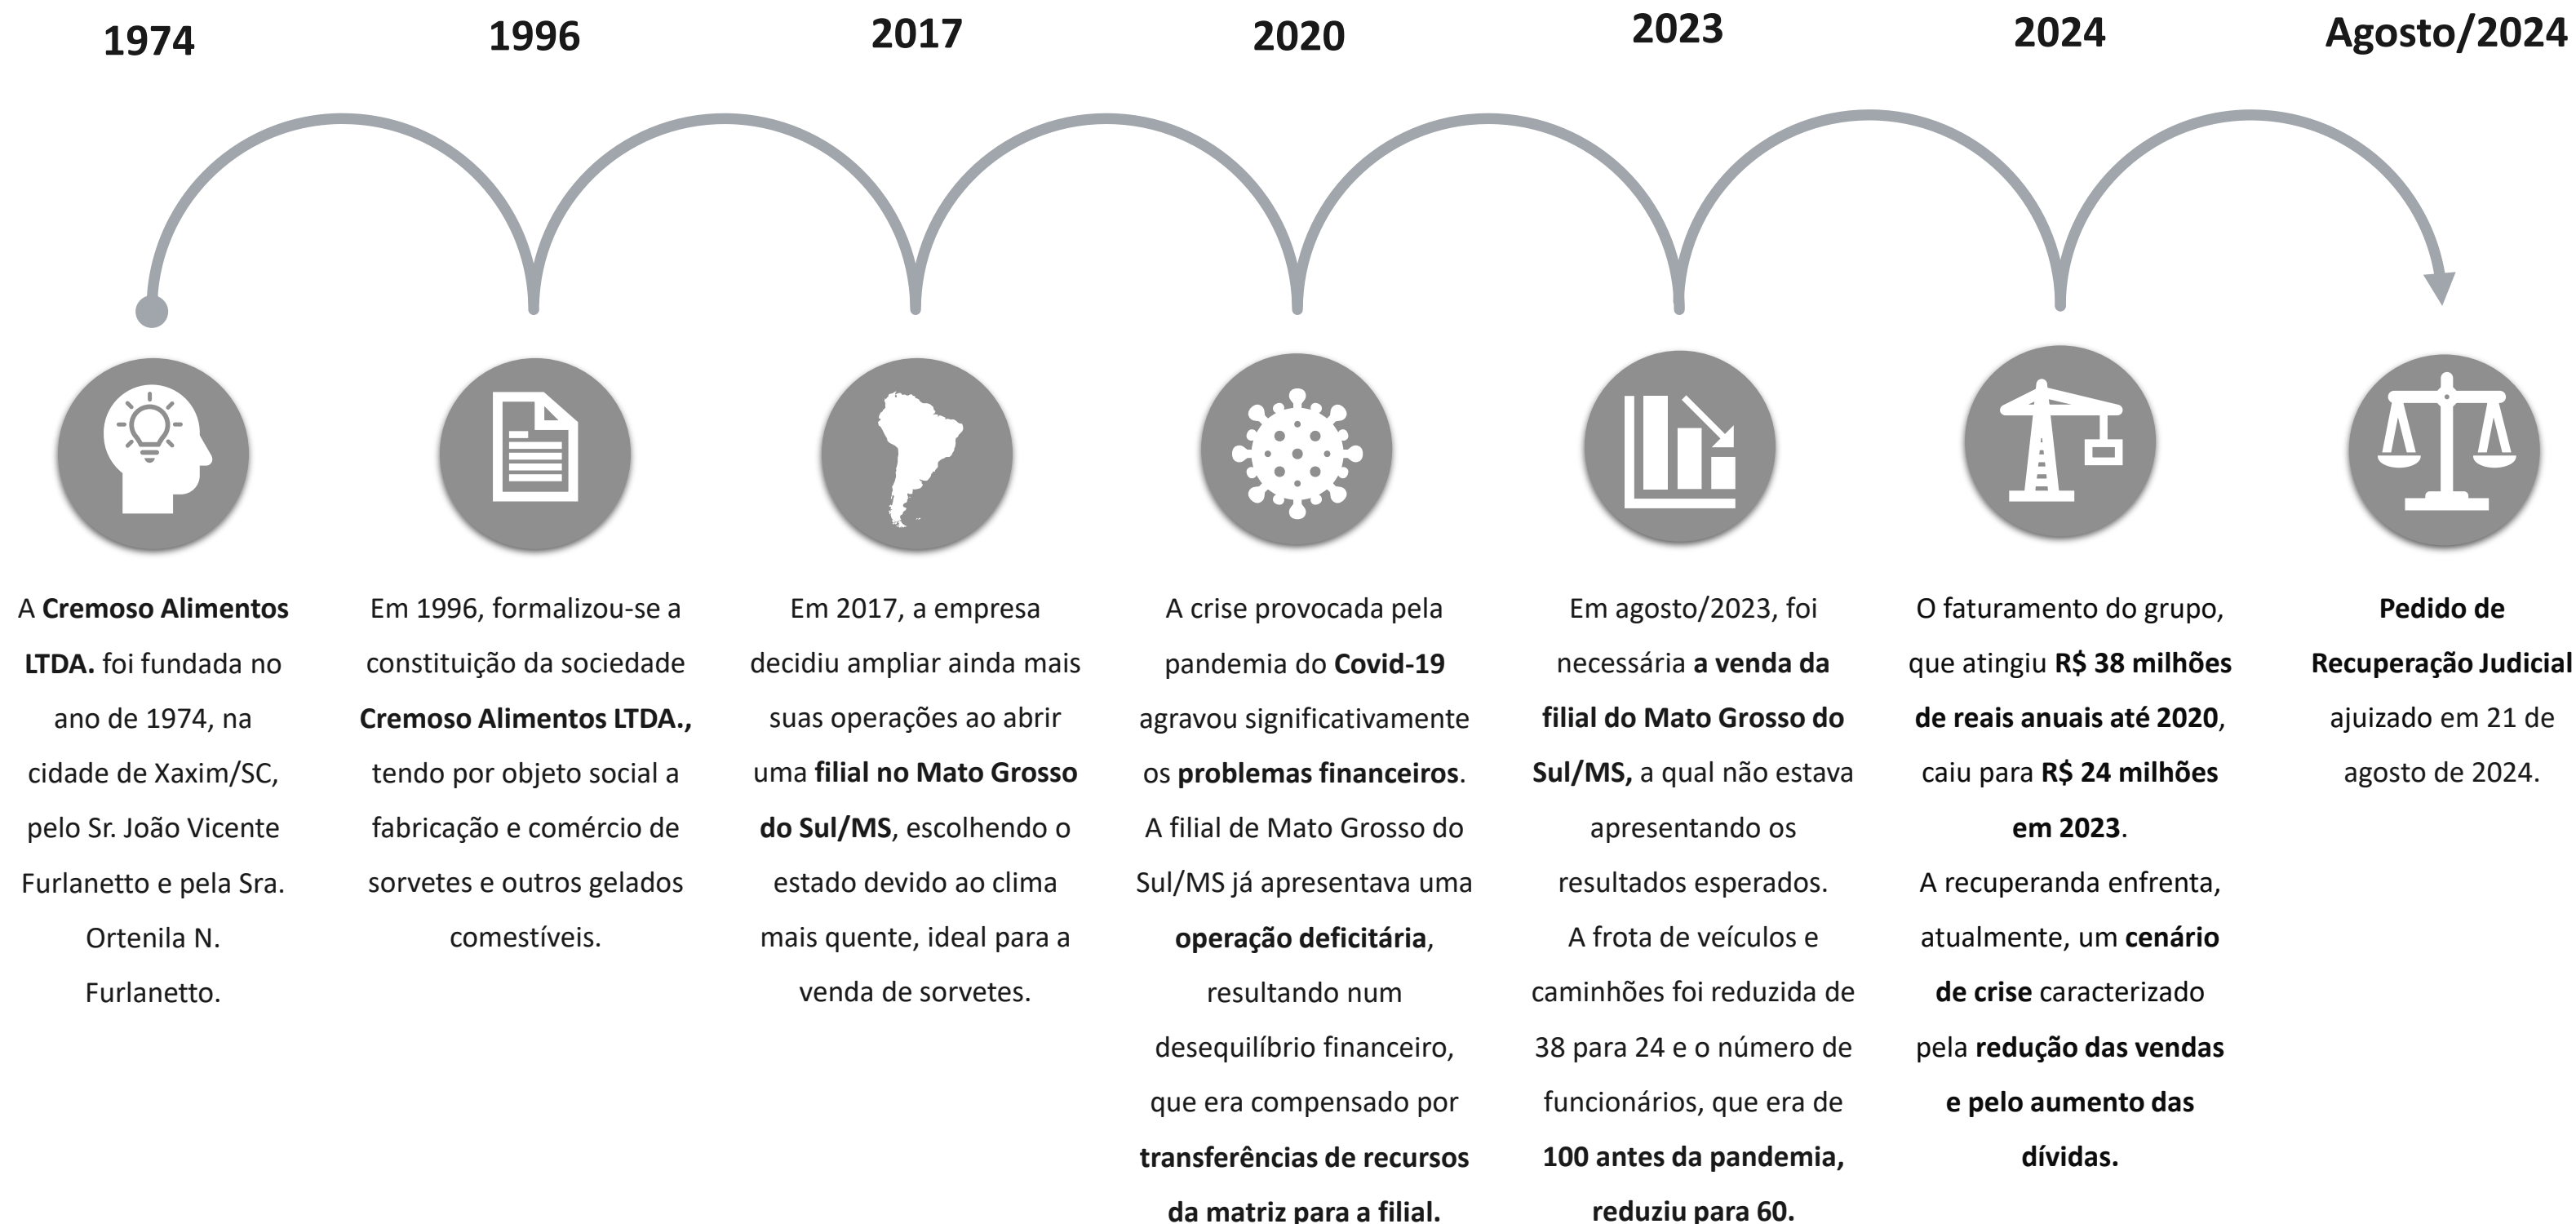 1974
1996
2017
2020
2023
2024
Agosto/2024
A Cremoso Alimentos
LTDA. foi fundada no
ano de 1974, na
cidade de Xaxim/SC,
pelo Sr. João Vicente
Furlanetto e pela Sra.
Ortenila N.
Furlanetto.
Em 1996, formalizou-se a
constituição da sociedade
Cremoso Alimentos LTDA.,
tendo por objeto social a
fabricação e comércio de
sorvetes e outros gelados
comestíveis.
Em 2017, a empresa
decidiu ampliar ainda mais
suas operações ao abrir
uma filial no Mato Grosso
do Sul/MS, escolhendo o
estado devido ao clima
mais quente, ideal para a
venda de sorvetes.
A crise provocada pela
pandemia do Covid-19
agravou significativamente
os problemas financeiros.
A filial de Mato Grosso do
Sul/MS já apresentava uma
operação deficitária,
resultando num
desequilíbrio financeiro,
que era compensado por
transferências de recursos
da matriz para a filial.
Em agosto/2023, foi
necessária a venda da
filial do Mato Grosso do
Sul/MS, a qual não estava
apresentando os
resultados esperados.
A frota de veículos e
caminhões foi reduzida de
38 para 24 e o número de
funcionários, que era de
100 antes da pandemia,
reduziu para 60.
O faturamento do grupo,
que atingiu R$ 38 milhões
de reais anuais até 2020,
caiu para R$ 24 milhões
em 2023.
A recuperanda enfrenta,
atualmente, um cenário
de crise caracterizado
pela redução das vendas
e pelo aumento das
dívidas.
Pedido de
Recuperação Judicial
ajuizado em 21 de
agosto de 2024.